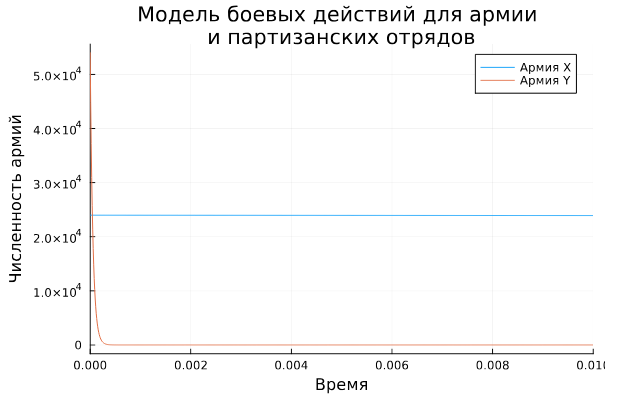 Модель боевых действий для армии
и партизанских отрядов
Армия X
Армия Y
Численность армий
5.0×10⁴
4.0×10⁴
3.0×10⁴
2.0×10⁴
1.0×10⁴
0
0.000 0.002 0.004 0.006 0.008 0.010
Время